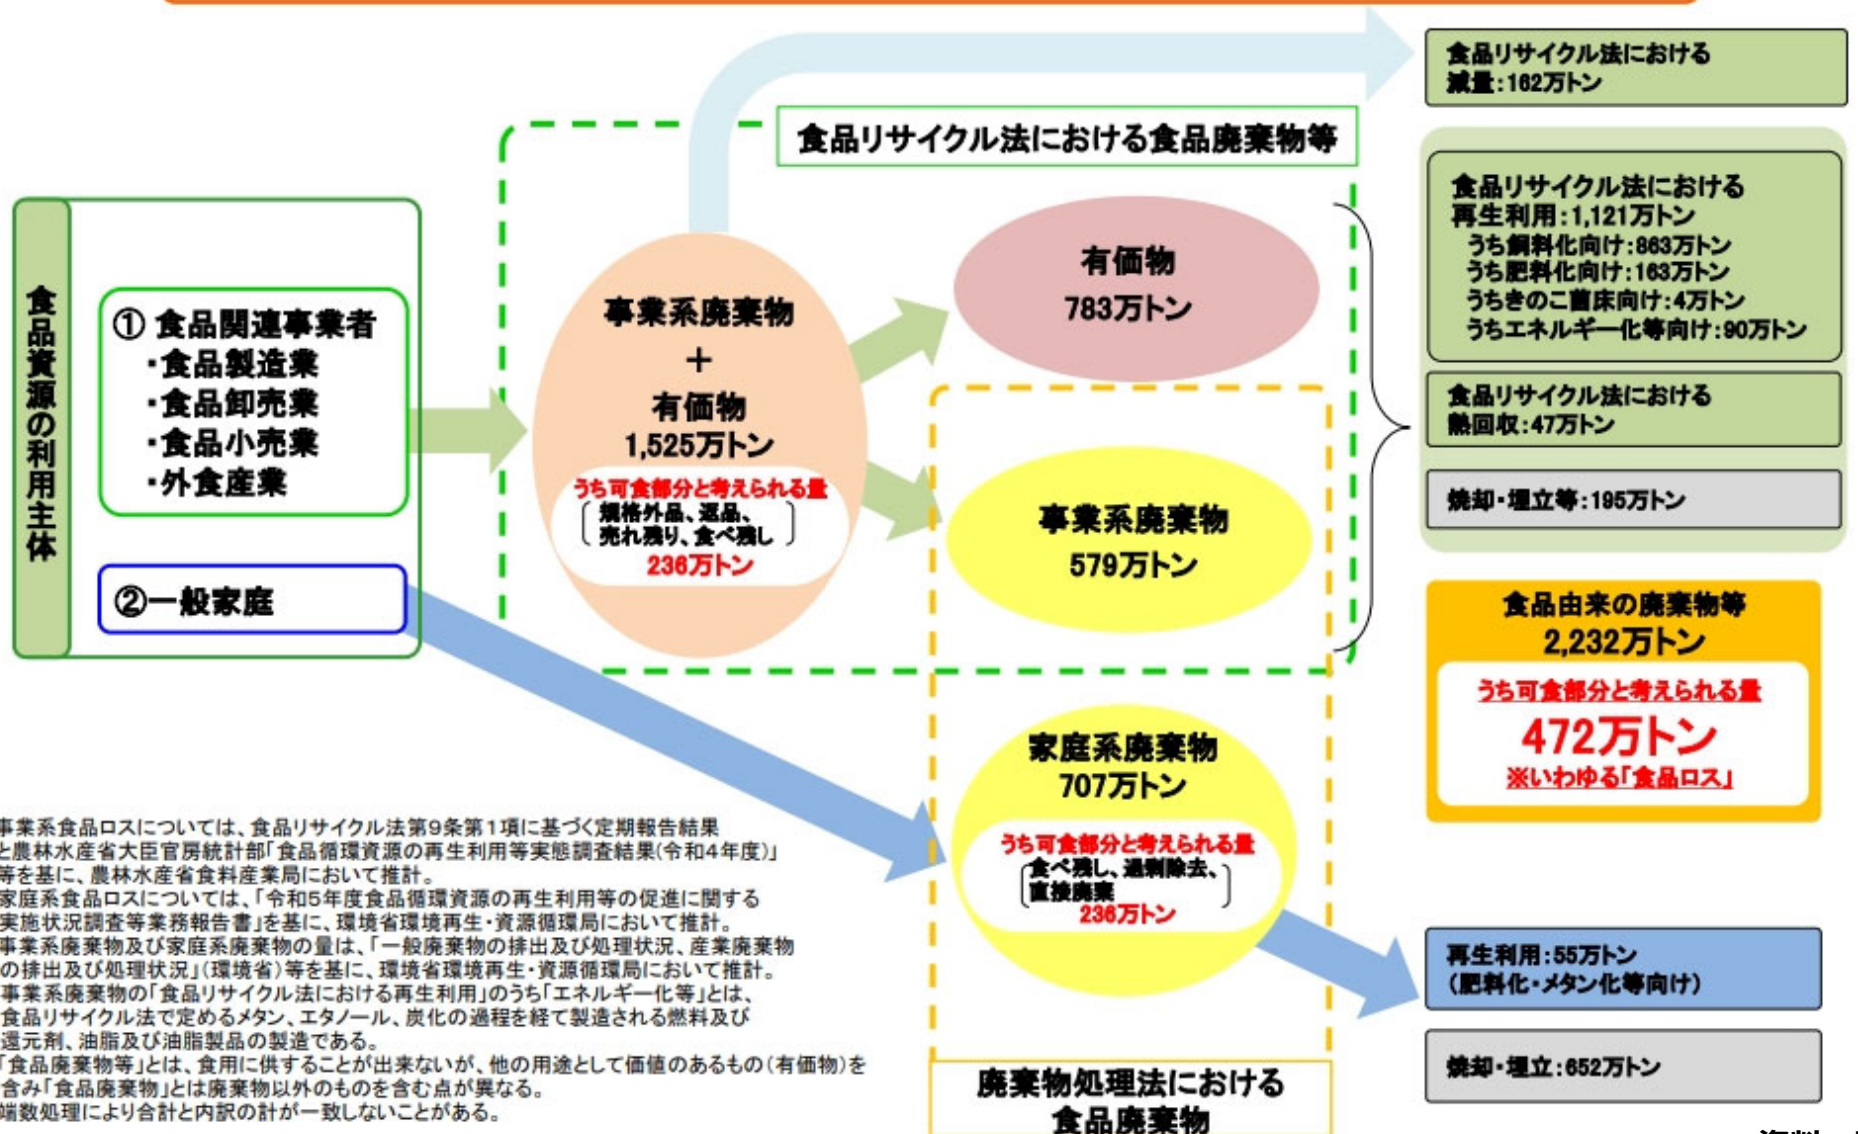 食品資源の利用主体
① 食品関連事業者
・食品製造業
・食品卸売業
・食品小売業
・外食産業
②一般家庭
食品リサイクル法における食品廃棄物等
事業系廃棄物
＋
有価物
1,525万トン
うち可食部分と考えられる量
規格外品、返品、
売れ残り、食べ残し
236万トン
有価物
783万トン
事業系廃棄物
579万トン
家庭系廃棄物
707万トン
うち可食部分と考えられる量
食べ残し、過剰除去、
直接廃棄
236万トン
廃棄物処理法における
食品廃棄物
食品リサイクル法における
減量：162万トン
食品リサイクル法における
再生利用：1,121万トン
うち飼料化向け：863万トン
うち肥料化向け：163万トン
うちきのこ菌床向け：4万トン
うちエネルギー化等向け：90万トン
食品リサイクル法における
熱回収：47万トン
焼却・埋立等：195万トン
食品由来の廃棄物等
2,232万トン
うち可食部分と考えられる量
472万トン
※いわゆる「食品ロス」
再生利用：55万トン
（肥料化・メタン化等向け）
焼却・埋立：652万トン
事業系食品ロスについては、食品リサイクル法第9条第1項に基づく定期報告結果
と農林水産省大臣官房統計部「食品循環資源の再生利用等実態調査結果(令和4年度)」
等を基に、農林水産省食料産業局において推計。
家庭系食品ロスについては、「令和5年度食品循環資源の再生利用等の促進に関する
実施状況調査等業務報告書」を基に、環境省環境再生・資源循環局において推計。
事業系廃棄物及び家庭系廃棄物の量は、「一般廃棄物の排出及び処理状況、産業廃棄物
の排出及び処理状況」(環境省)等を基に、環境省環境再生・資源循環局において推計。
事業系廃棄物の「食品リサイクル法における再生利用」のうち「エネルギー化等」とは、
食品リサイクル法で定めるメタン、エタノール、炭化の過程を経て製造される燃料及び
還元剤、油脂及び油脂製品の製造である。
「食品廃棄物等」とは、食用に供することが出来ないが、他の用途として価値のあるもの（有価物）を
含み「食品廃棄物」とは廃棄物以外のものを含む点が異なる。
端数処理により合計と内訳の計が一致しないことがある。